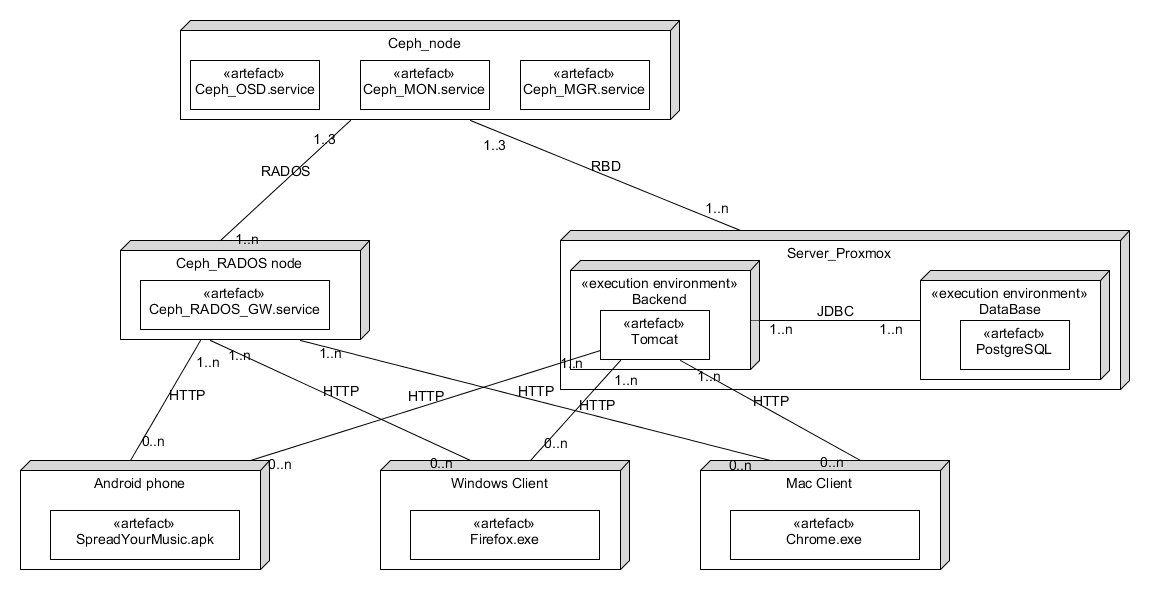 Ceph_node
«artefact»
Ceph_OSD.service
«artefact»
Ceph_MON.service
«artefact»
Ceph_MGR.service
1..3
1..3
RADOS
RBD
1..n
1..n
Ceph_RADOS node
«artefact»
Ceph_RADOS_GW.service
Server_Proxmox
«execution environment»
Backend
«artefact»
Tomcat
JDBC
1..n
1..n
«execution environment»
DataBase
«artefact»
PostgreSQL
1..n
1..n
1..n
1..n
1..n
1..n
HTTP
HTTP
HTTP
HTTP
HTTP
HTTP
0..n
0..n
0..n
0..n
0..n
0..n
Android phone
«artefact»
SpreadYourMusic.apk
Windows Client
«artefact»
Firefox.exe
Mac Client
«artefact»
Chrome.exe